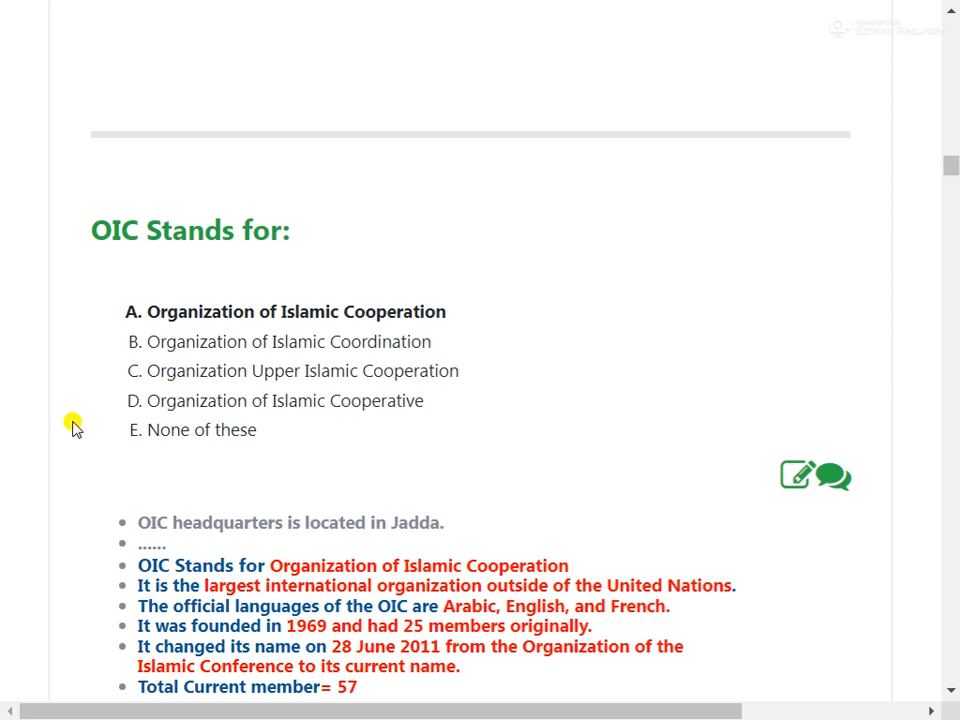 Screen Recorder
OIC Stands for:
A. Organization of Islamic Cooperation
B. Organization of Islamic Coordination
C. Organization Upper Islamic Cooperation
D. Organization of Islamic Cooperative
E. None of these
OIC headquarters is located in Jadda.
......
OIC Stands for Organization of Islamic Cooperation
It is the largest international organization outside of the United Nations.
The official languages of the OIC are Arabic, English, and French.
It was founded in 1969 and had 25 members originally.
It changed its name on 28 June 2011 from the Organization of the
Islamic Conference to its current name.
Total Current member= 57